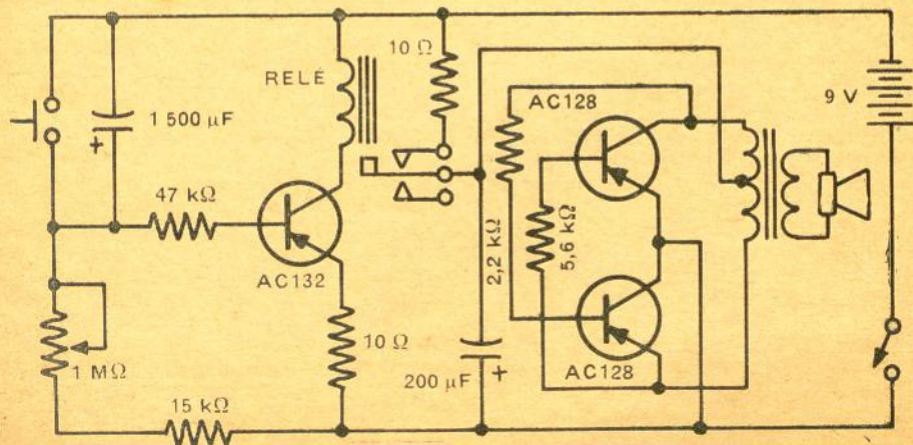 10 Ω
RELÉ
AC128
9 V
1 500 µF
+
47 kΩ
2,2 kΩ
5,6 kΩ
AC132
10 Ω
1 MΩ
200 µF
+
AC128
15 kΩ